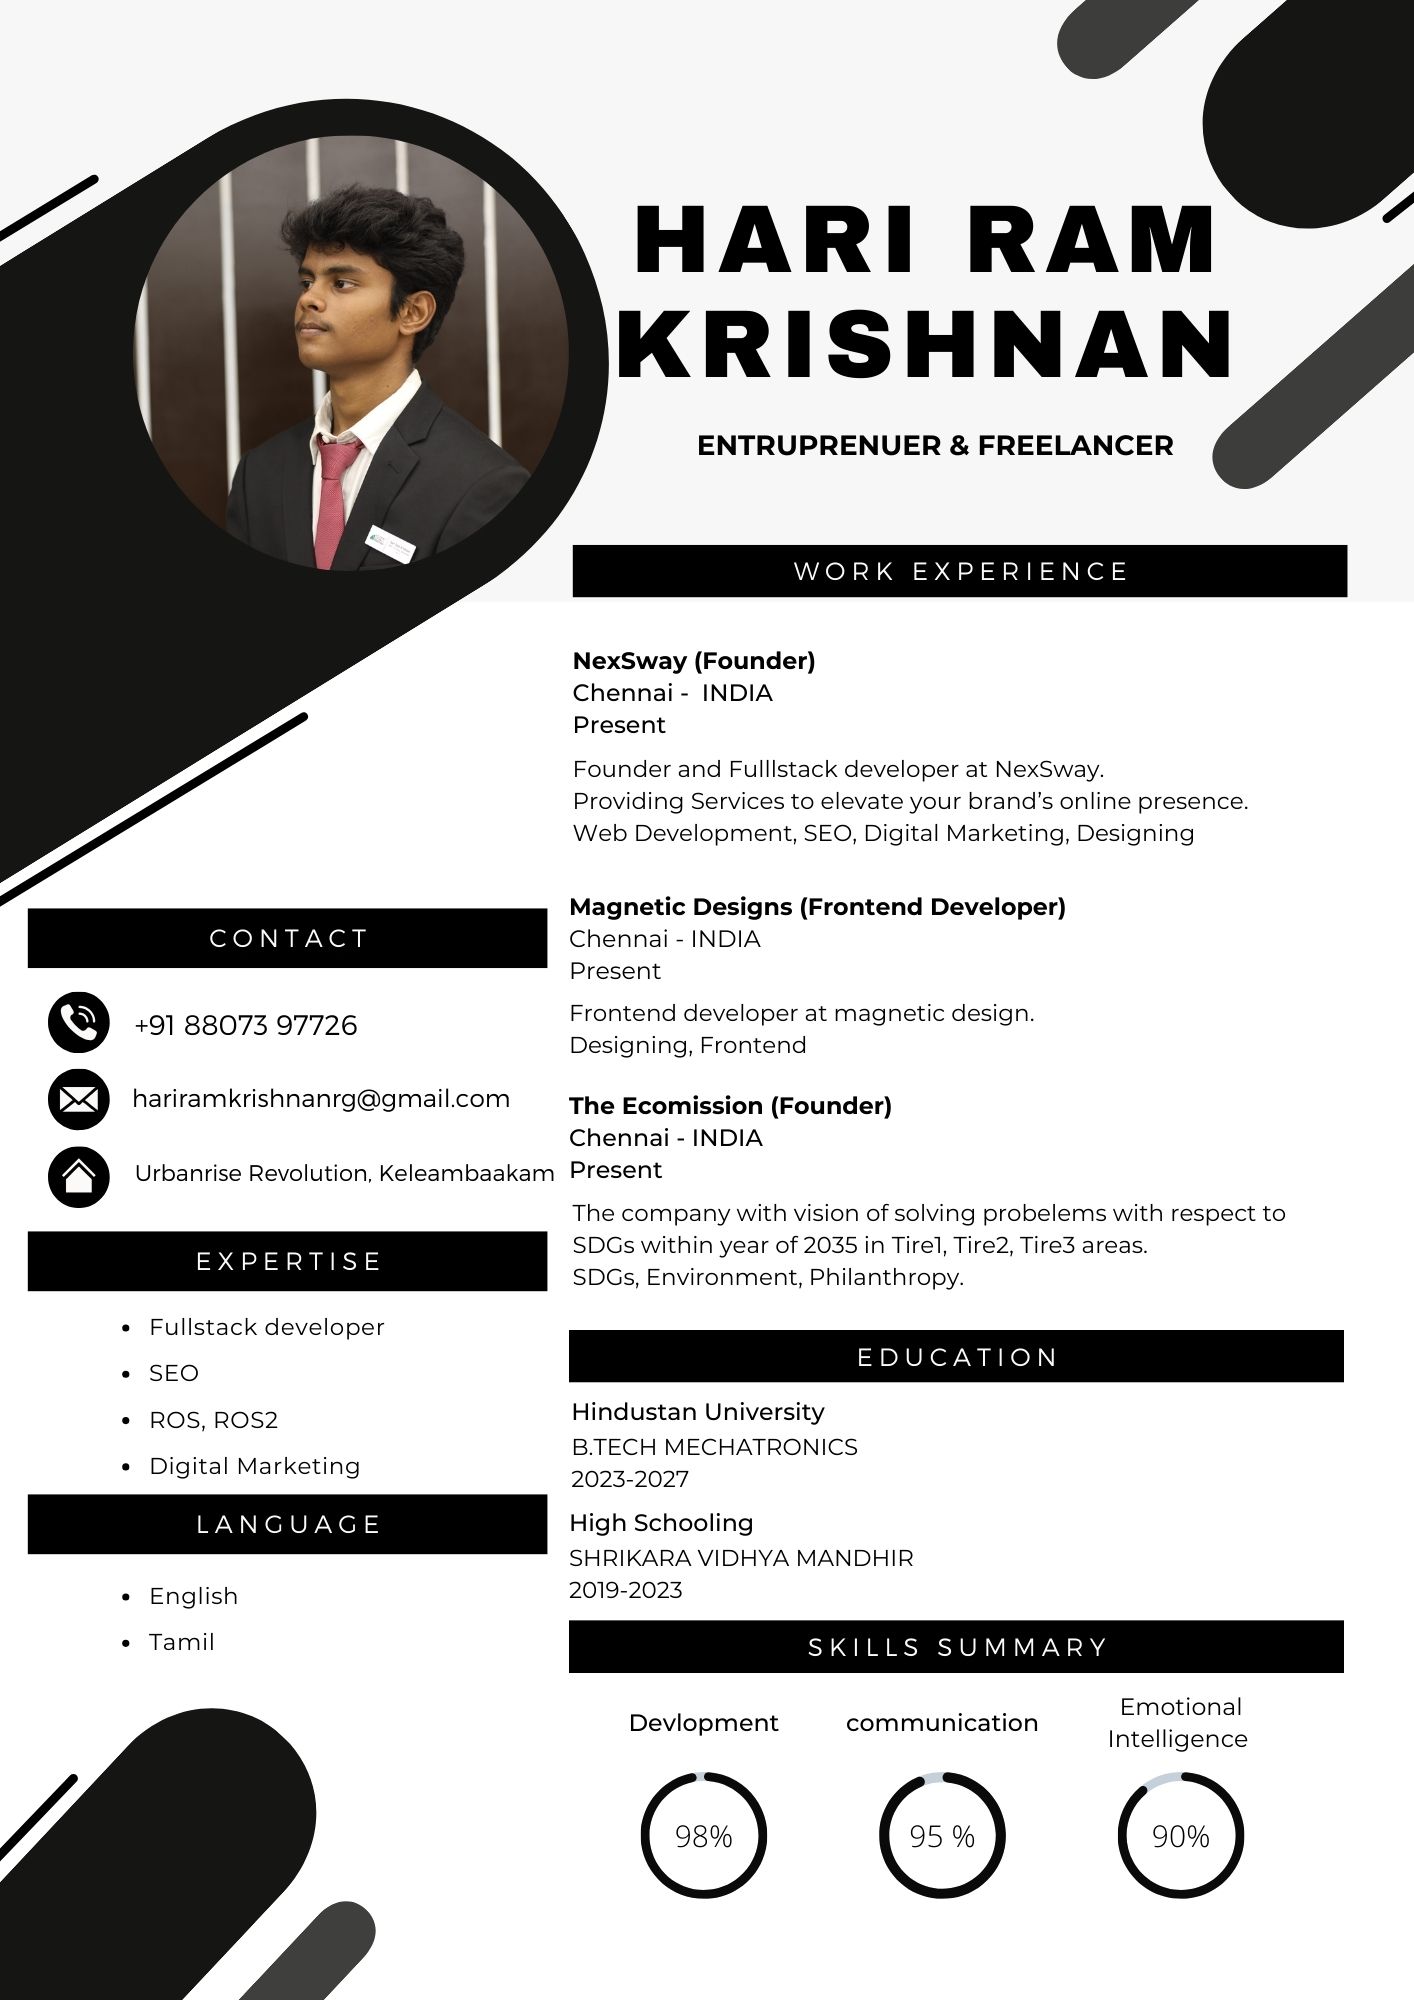 HARI RAM
KRISHNAN
ENTRUPRENUER & FREELANCER
WORK EXPERIENCE
NexSway (Founder)
Chennai - INDIA
Present
Founder and Fulllstack developer at NexSway.
Providing Services to elevate your brand's online presence.
Web Development, SEO, Digital Marketing, Designing
Magnetic Designs (Frontend Developer)
Chennai - INDIA
Present
Frontend developer at magnetic design.
Designing, Frontend
The Ecomission (Founder)
Chennai - INDIA
Present
The company with vision of solving probelems with respect to
SDGs within year of 2035 in Tire1, Tire2, Tire3 areas.
SDGs, Environment, Philanthropy.
EDUCATION
Hindustan University
B.TECH MECHATRONICS
2023-2027
High Schooling
SHRIKARA VIDHYA MANDHIR
2019-2023
SKILLS SUMMARY
Devlopment
98%
communication
95 %
Emotional
Intelligence
90%
CONTACT
+91 88073 97726
hariramkrishnanrg@gmail.com
Urbanrise Revolution, Keleambaakam
EXPERTISE
• Fullstack developer
• SEO
• ROS, ROS2
• Digital Marketing
LANGUAGE
• English
• Tamil